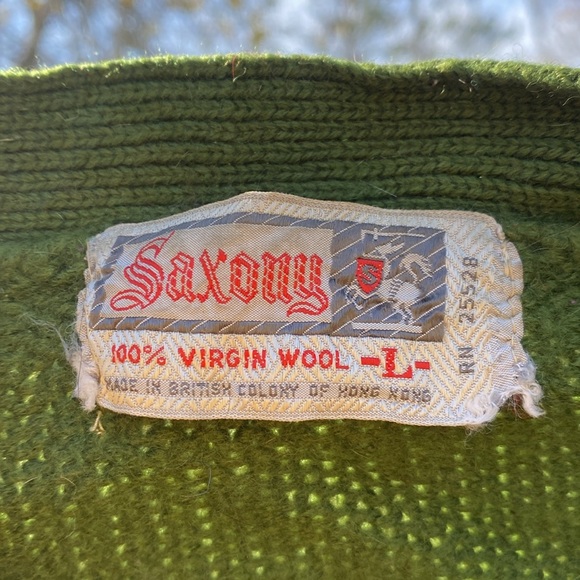 Saxony
S
100% VIRGIN WOOL -L-
MADE IN BRITISH COLONY OF HONG KONG
RN 25528